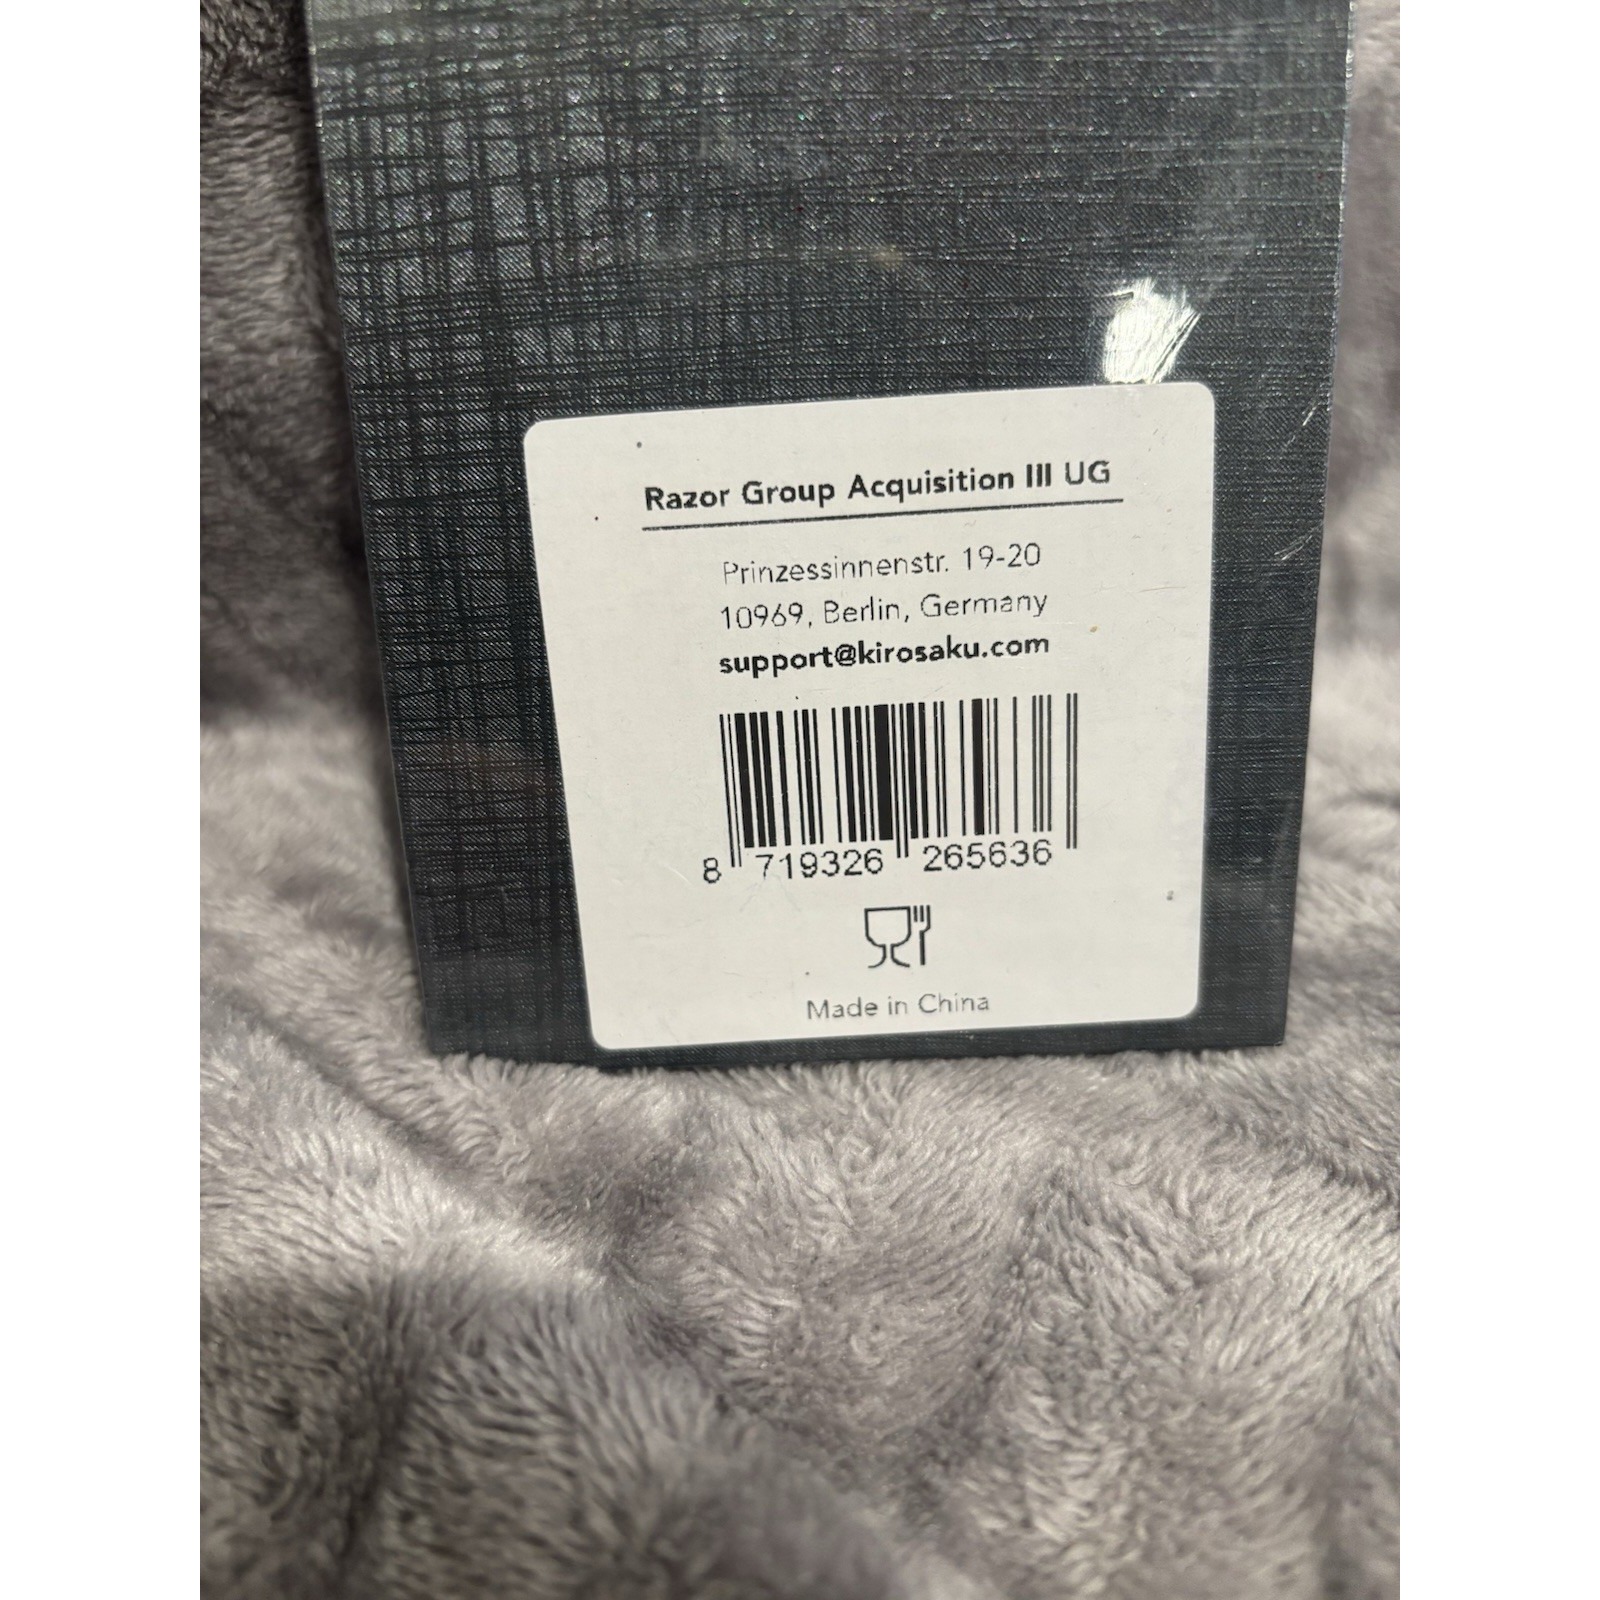 Razor Group Acquisition III UG
Prinzessinnenstr. 19-20
10969, Berlin, Germany
support@kirosaku.com
8 719326 265636
Made in China